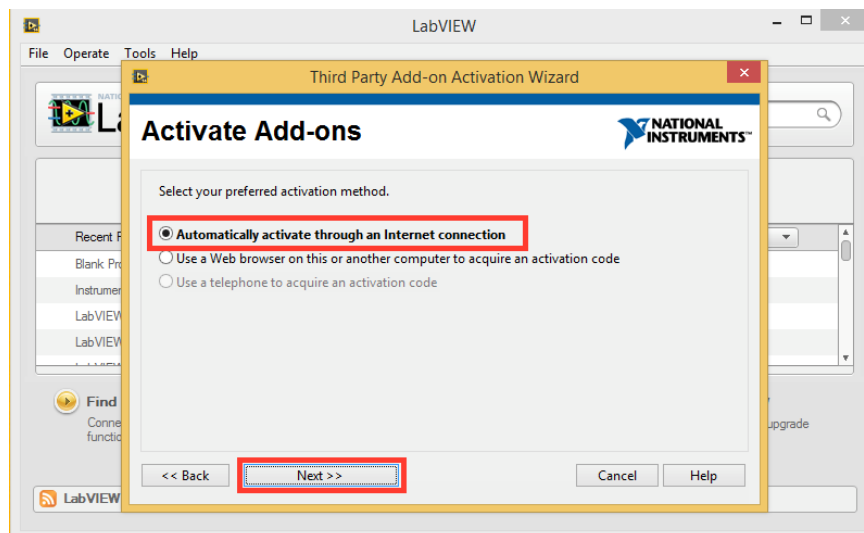 LabVIEW
File Operate Tools Help
Third Party Add-on Activation Wizard
Activate Add-ons
NATIONAL
INSTRUMENTS™
Select your preferred activation method.
Automatically activate through an Internet connection
Use a Web browser on this or another computer to acquire an activation code
Use a telephone to acquire an activation code
Recent F
Blank Pro
Instrumen
LabVIEW
LabVIEW
Find
Conne
functio
upgrade
<< Back Next >> Cancel Help
LabVIEW